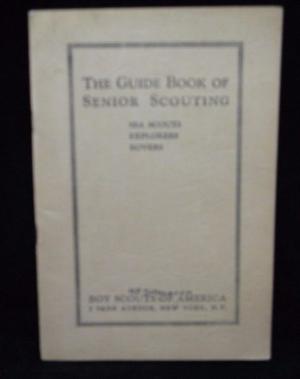 THE GUIDE BOOK OF
SENIOR SCOUTING
SEA SCOUTS
EXPLORERS
ROVERS
BOY SCOUTS OF AMERICA
2 PARK AVENUE, NEW YORK, N.Y.